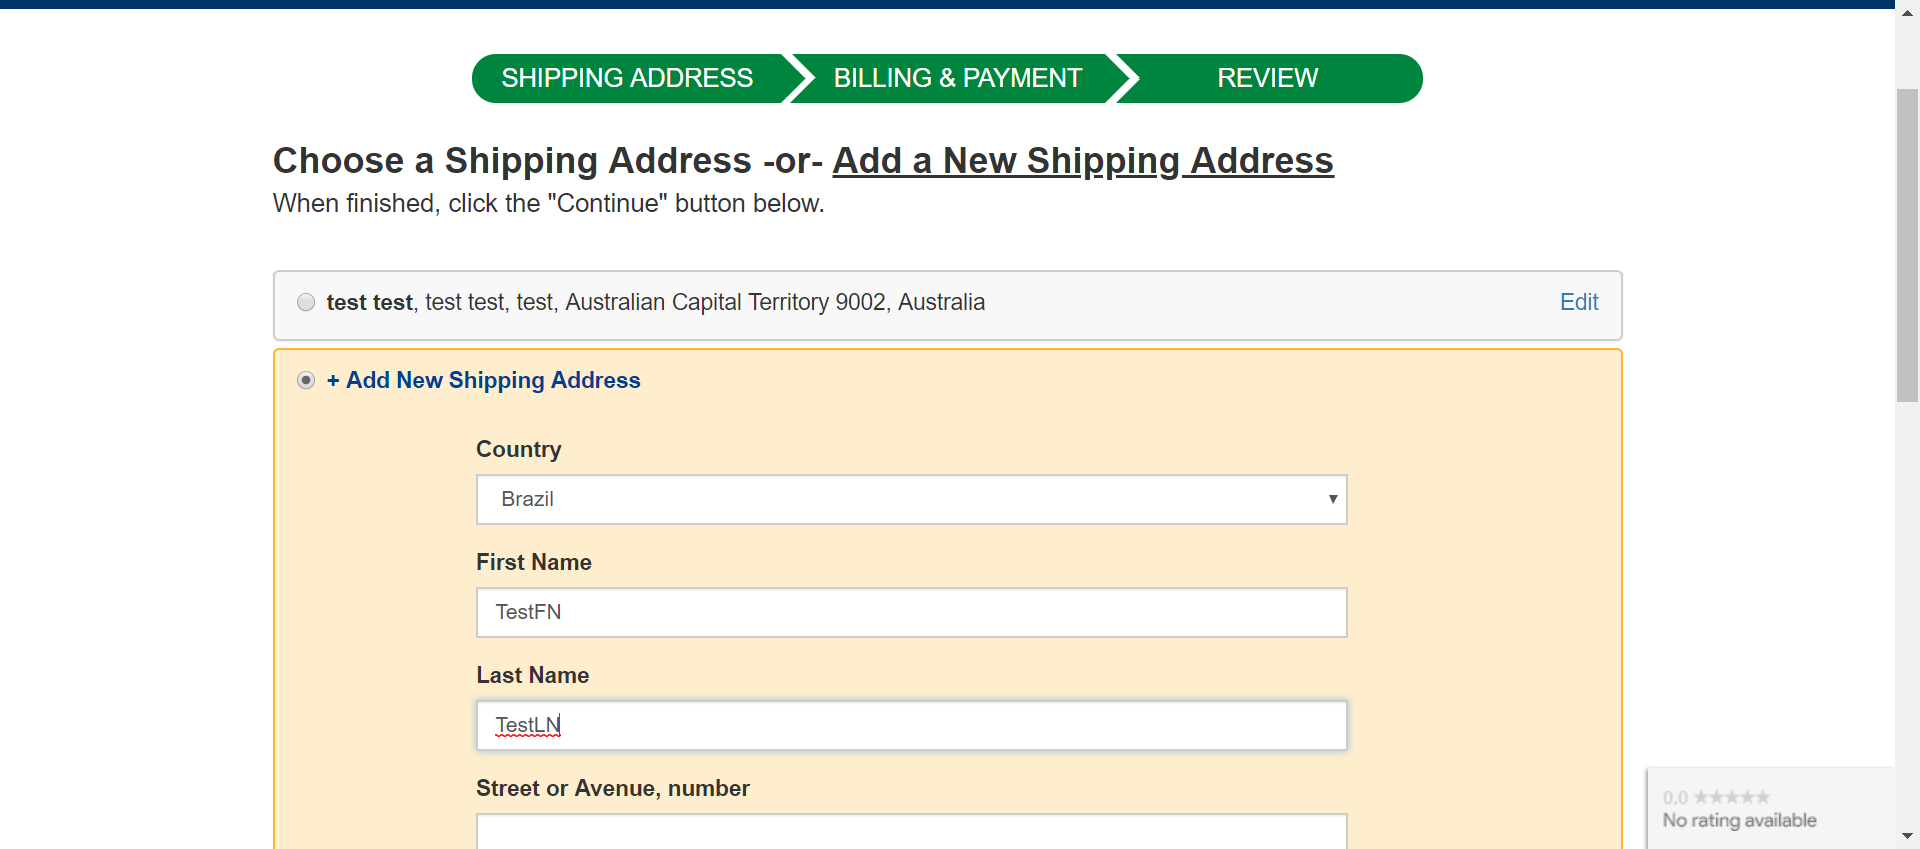 SHIPPING ADDRESS BILLING & PAYMENT REVIEW
Choose a Shipping Address -or- Add a New Shipping Address
When finished, click the "Continue" button below.
test test, test test, test, Australian Capital Territory 9002, Australia Edit
+ Add New Shipping Address
Country
Brazil
First Name
TestFN
Last Name
TestLN
Street or Avenue, number
0.0 ★★★★★
No rating available